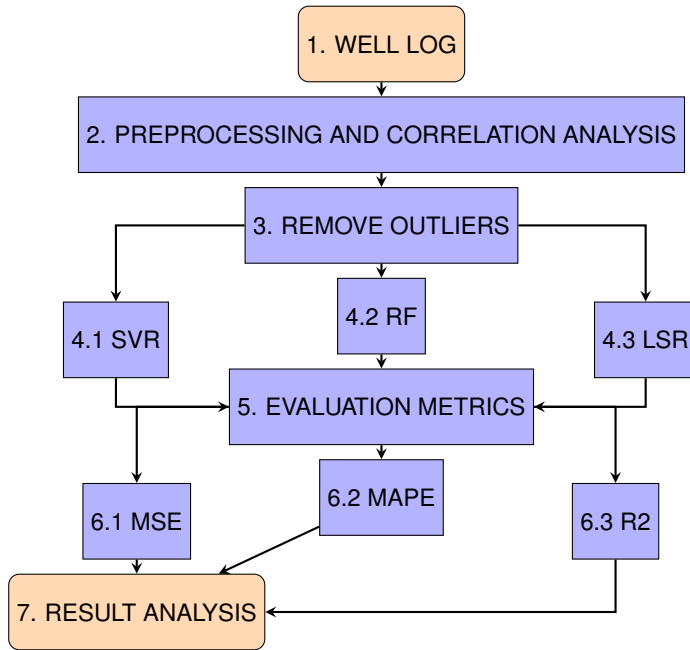 1. WELL LOG
2. PREPROCESSING AND CORRELATION ANALYSIS
3. REMOVE OUTLIERS
4.1 SVR
4.2 RF
4.3 LSR
5. EVALUATION METRICS
6.1 MSE
6.2 MAPE
6.3 R2
7. RESULT ANALYSIS